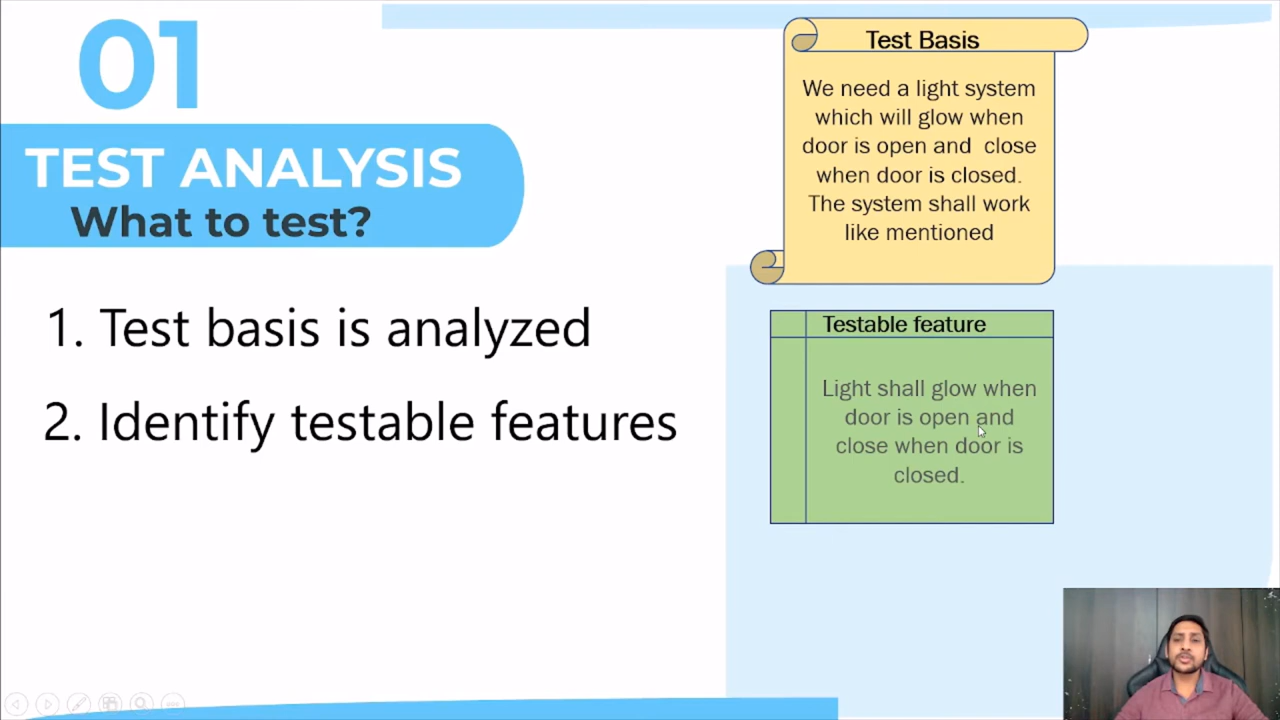 01
TEST ANALYSIS
What to test?
1. Test basis is analyzed
2. Identify testable features
Test Basis
We need a light system
which will glow when
door is open and close
when door is closed.
The system shall work
like mentioned
Testable feature
Light shall glow when
door is open and
close when door is
closed.